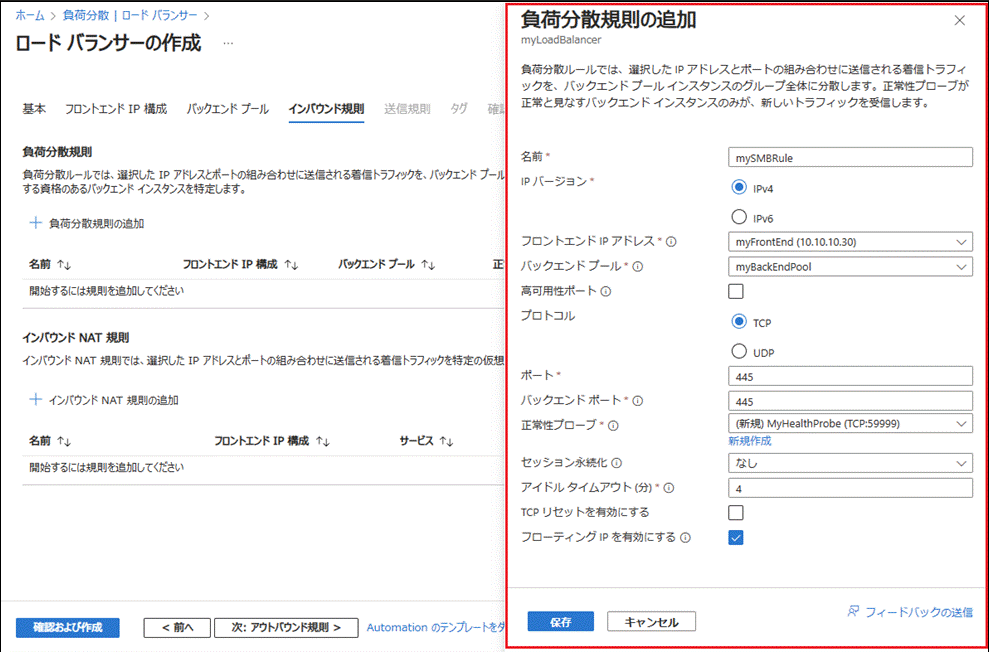 ホーム > 負荷分散 | ロード バランサー >
ロード バランサーの作成 …
基本 フロントエンド IP 構成 バックエンド プール インバウンド規則 送信規則 タグ
負荷分散規則
負荷分散ルールでは、選択した IP アドレスとポートの組み合わせに送信される着信トラフィックを、バックエンド プール
する資格のあるバックエンド インスタンスを特定します。
+ 負荷分散規則の追加
名前 ↑↓ フロントエンド IP 構成 ↑↓ バックエンド プール ↑↓ 正
開始するには規則を追加してください
インバウンド NAT 規則
インバウンド NAT 規則では、選択した IP アドレスとポートの組み合わせに送信される着信トラフィックを特定の仮想
+ インバウンド NAT 規則の追加
名前 ↑↓ フロントエンド IP 構成 ↑↓ サービス ↑↓
開始するには規則を追加してください
確認および作成 < 前へ 次: アウトバウンド規則 > Automation のテンプレートを
負荷分散規則の追加
myLoadBalancer
負荷分散ルールでは、選択した IP アドレスとポートの組み合わせに送信される着信トラフィ
ックを、バックエンド プール インスタンスのグループ全体に分散します。正常性プローブが
正常と見なすバックエンド インスタンスのみが、新しいトラフィックを受信します。
名前 * mySMBRule
IP バージョン * IPv4
IPv6
フロントエンド IP アドレス * myFrontEnd (10.10.10.30)
バックエンド プール * myBackEndPool
高可用性ポート
プロトコル TCP
UDP
ポート * 445
バックエンド ポート * 445
正常性プローブ * (新規) MyHealthProbe (TCP:59999)
新規作成
セッション永続化 なし
アイドル タイムアウト (分) * 4
TCP リセットを有効にする
フローティング IP を有効にする
保存 キャンセル フィードバックの送信